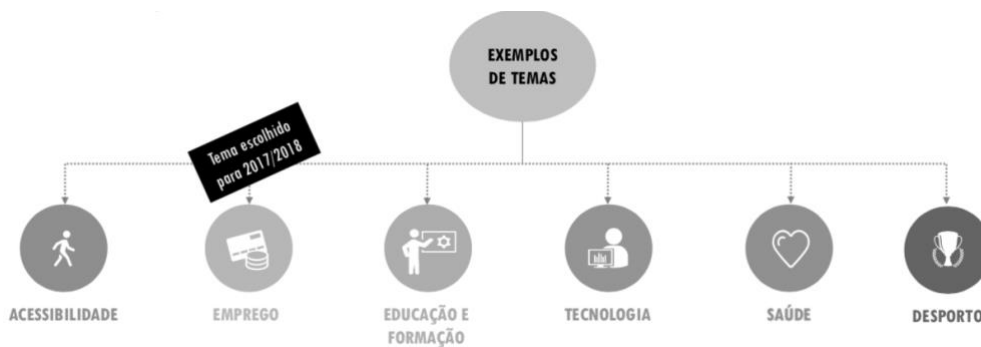 EXEMPLOS
DE TEMAS
Tema escolhido
para 2017/2018
ACESSIBILIDADE
EMPREGO
EDUCAÇÃO E
FORMAÇÃO
TECNOLOGIA
SAÚDE
DESPORTO